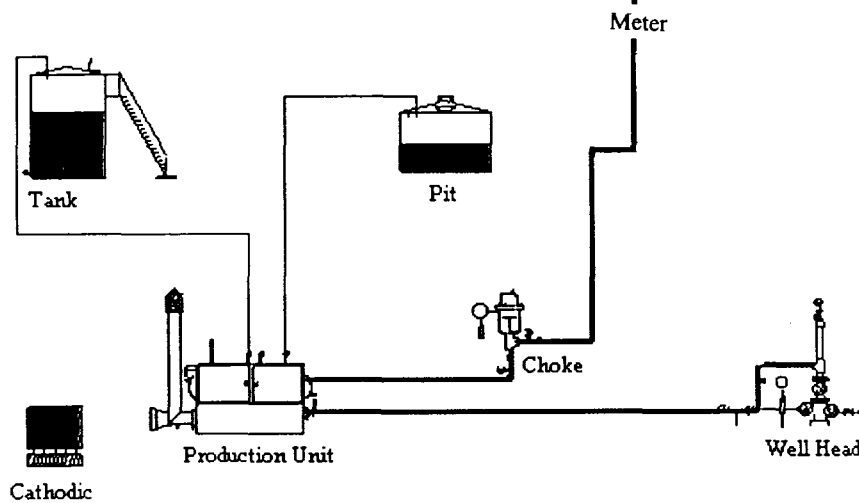 Meter
Tank
Pit
Choke
Production Unit
Well Head
Cathodic